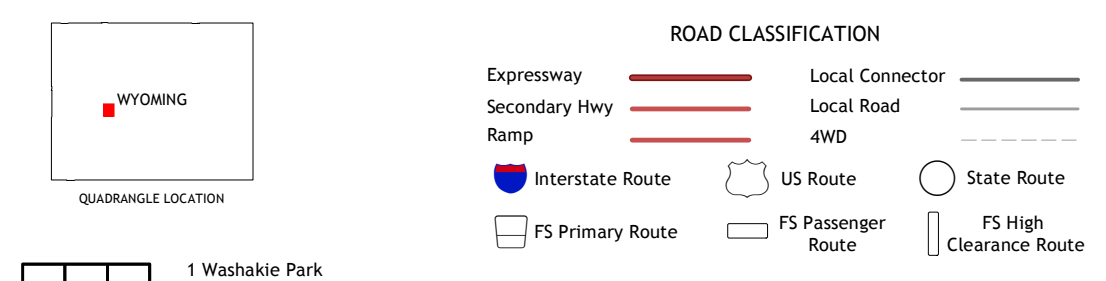 WYOMING
QUADRANGLE LOCATION
1 Washakie Park
ROAD CLASSIFICATION
Expressway
Local Connector
Secondary Hwy
Local Road
Ramp
4WD
Interstate Route
US Route
State Route
FS Primary Route
FS Passenger
Route
FS High
Clearance Route